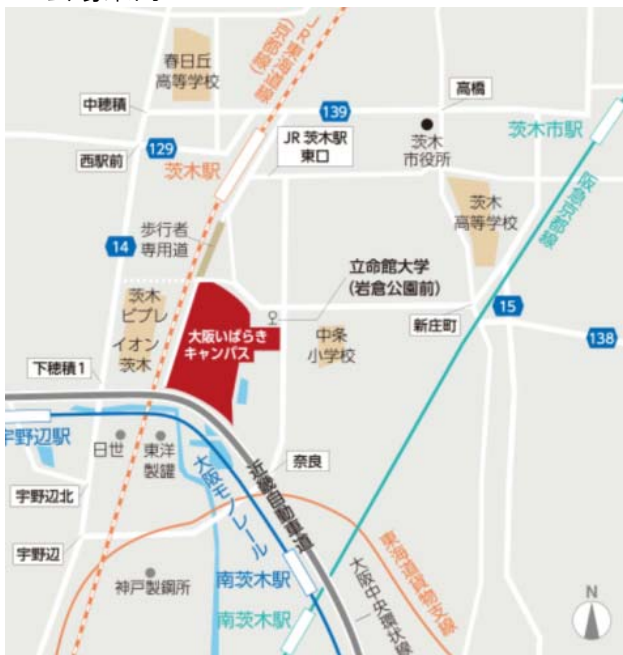 春日丘
高等学校
JR東海道線
(京都線)
中穂積
139
高橋
129
西駅前
茨木駅
JR 茨木駅
東口
茨木
市役所
茨木市駅
阪急京都線
茨木
高等学校
14
歩行者
専用道
立命館大学
(岩倉公園前)
茨木
ビブレ
イオン
茨木
大阪いばらき
キャンパス
中条
小学校
新庄町
15
138
下穂積1
宇野辺駅
日世
東洋
製罐
大阪モノレール
近畿自動車道
奈良
宇野辺北
宇野辺
神戸製鋼所
南茨木駅
南茨木駅
大阪中央環状線
東海道貨物支線
N